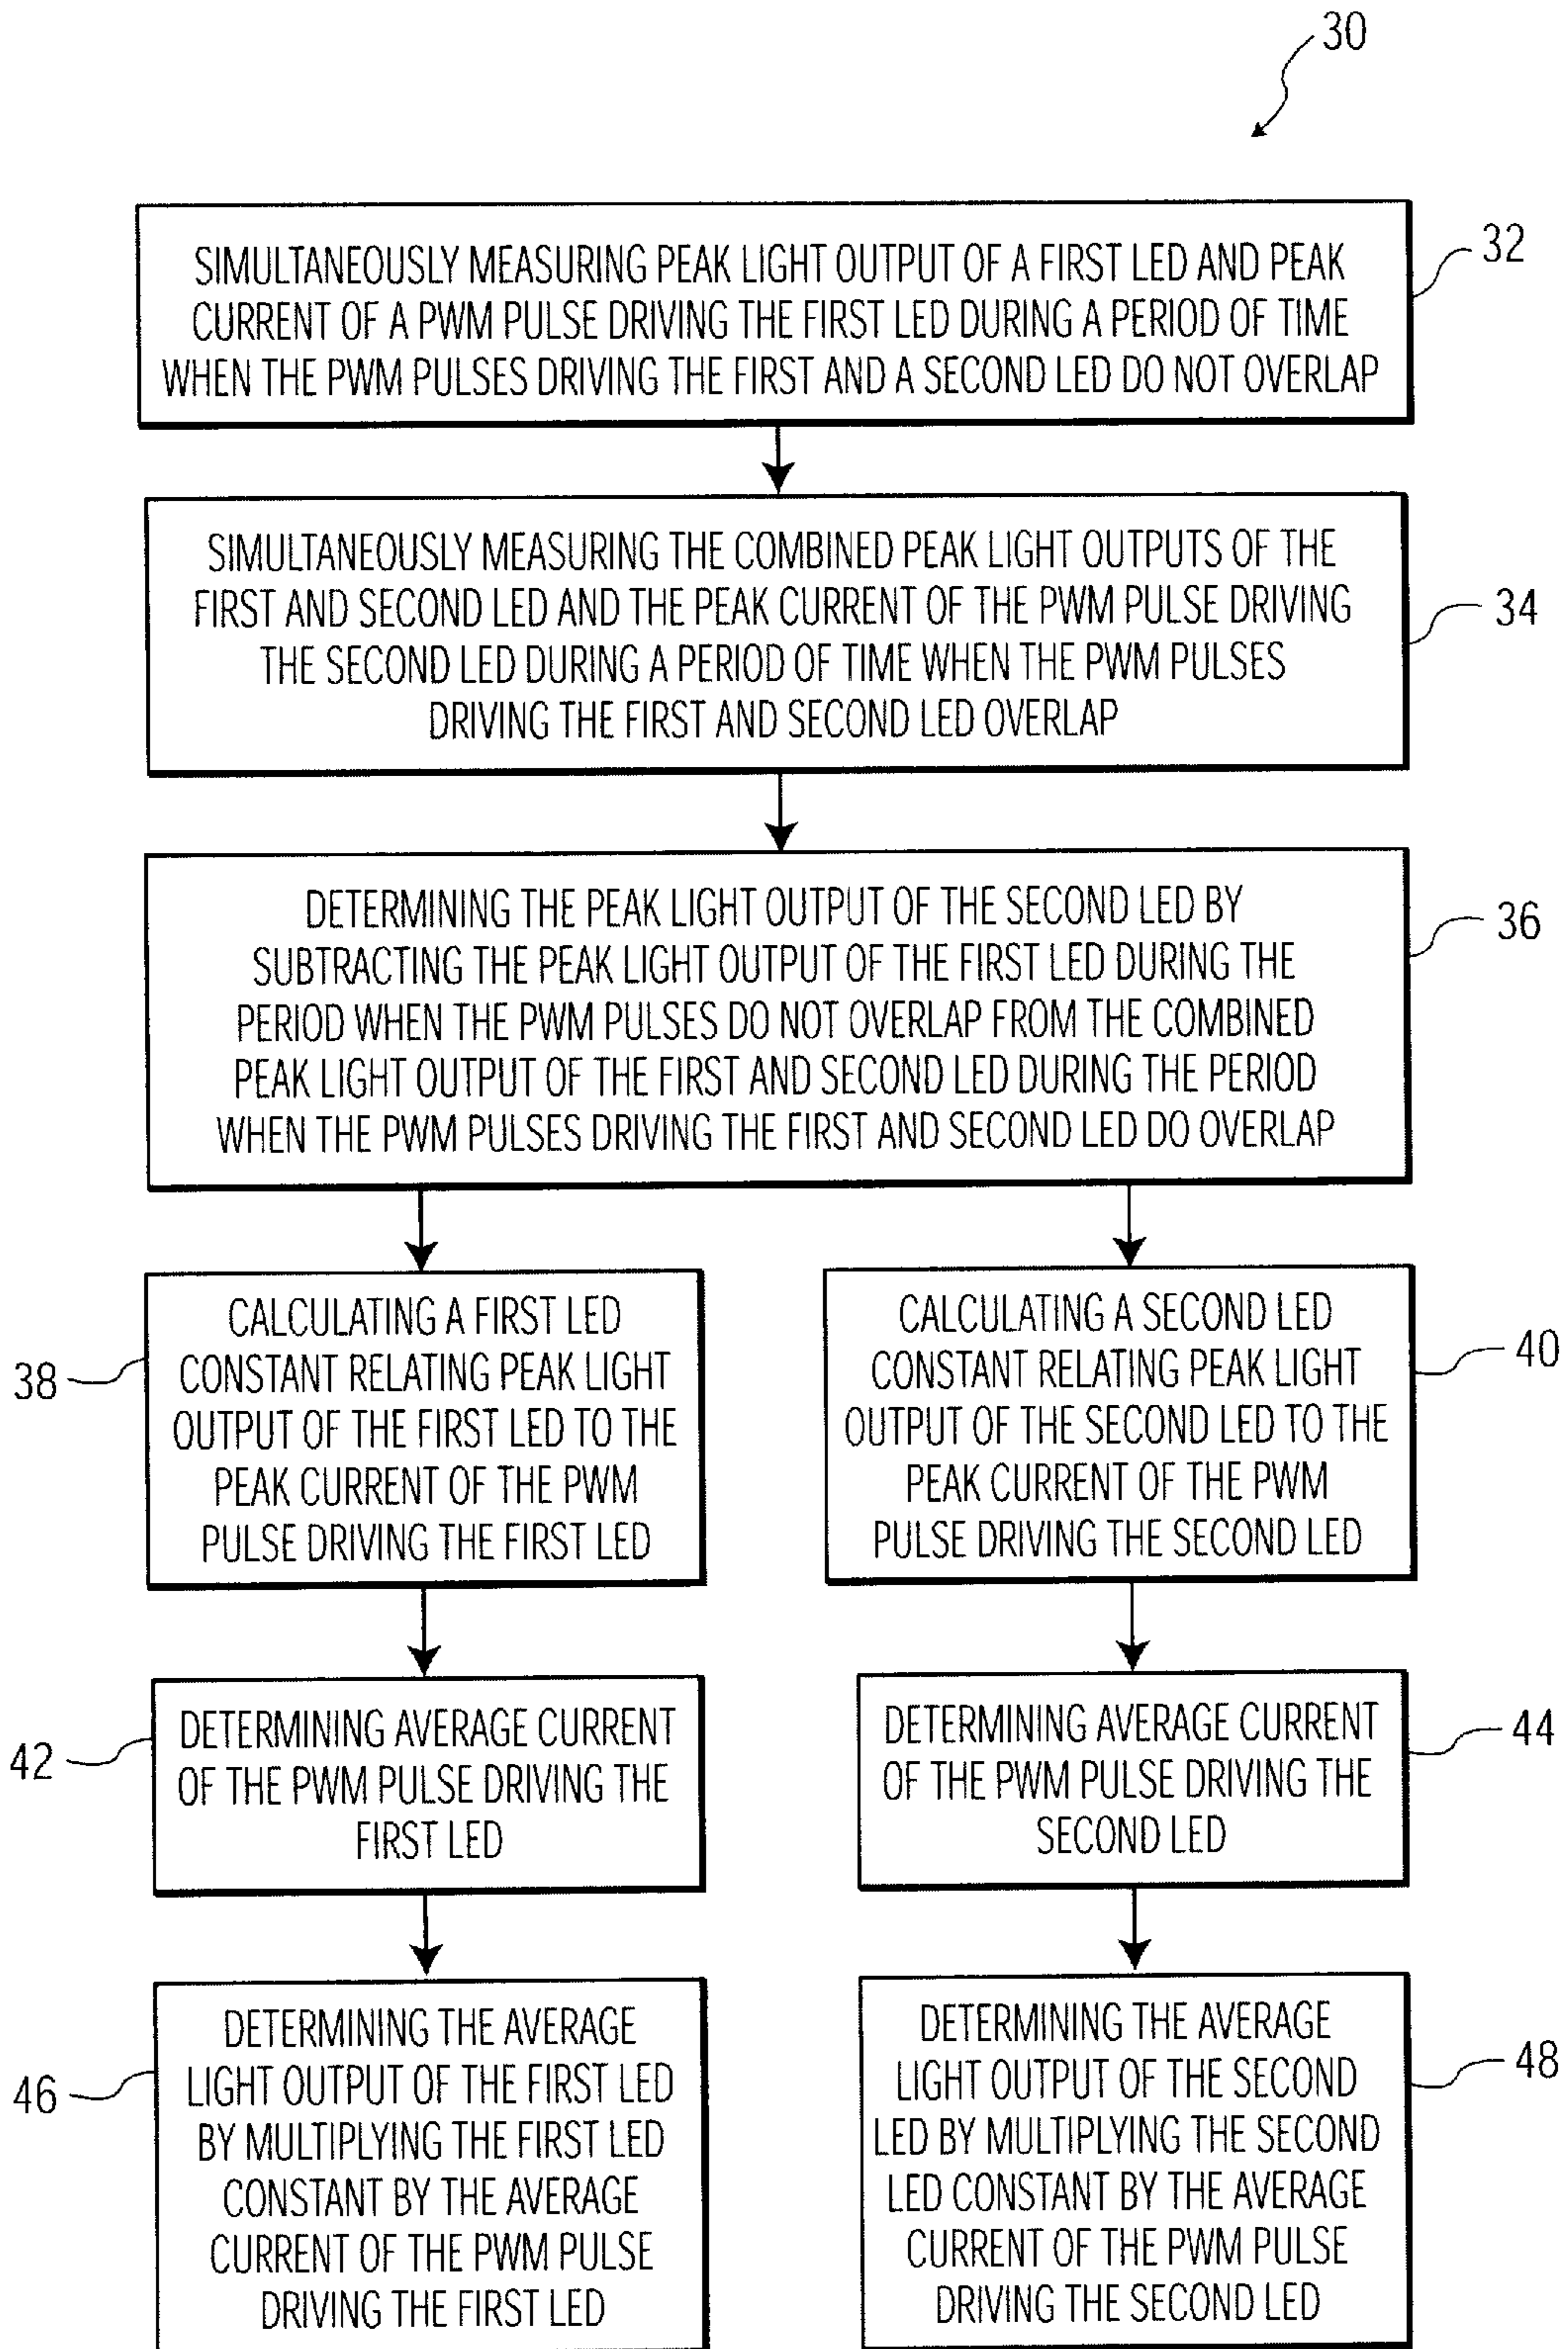 30
SIMULTANEOUSLY MEASURING PEAK LIGHT OUTPUT OF A FIRST LED AND PEAK
CURRENT OF A PWM PULSE DRIVING THE FIRST LED DURING A PERIOD OF TIME
WHEN THE PWM PULSES DRIVING THE FIRST AND A SECOND LED DO NOT OVERLAP
32
SIMULTANEOUSLY MEASURING THE COMBINED PEAK LIGHT OUTPUTS OF THE
FIRST AND SECOND LED AND THE PEAK CURRENT OF THE PWM PULSE DRIVING
THE SECOND LED DURING A PERIOD OF TIME WHEN THE PWM PULSES
DRIVING THE FIRST AND SECOND LED OVERLAP
34
DETERMINING THE PEAK LIGHT OUTPUT OF THE SECOND LED BY
SUBTRACTING THE PEAK LIGHT OUTPUT OF THE FIRST LED DURING THE
PERIOD WHEN THE PWM PULSES DO NOT OVERLAP FROM THE COMBINED
PEAK LIGHT OUTPUT OF THE FIRST AND SECOND LED DURING THE PERIOD
WHEN THE PWM PULSES DRIVING THE FIRST AND SECOND LED DO OVERLAP
36
38
CALCULATING A FIRST LED
CONSTANT RELATING PEAK LIGHT
OUTPUT OF THE FIRST LED TO THE
PEAK CURRENT OF THE PWM
PULSE DRIVING THE FIRST LED
CALCULATING A SECOND LED
CONSTANT RELATING PEAK LIGHT
OUTPUT OF THE SECOND LED TO THE
PEAK CURRENT OF THE PWM
PULSE DRIVING THE SECOND LED
40
42
DETERMINING AVERAGE CURRENT
OF THE PWM PULSE DRIVING THE
FIRST LED
DETERMINING AVERAGE CURRENT
OF THE PWM PULSE DRIVING THE
SECOND LED
44
46
DETERMINING THE AVERAGE
LIGHT OUTPUT OF THE FIRST LED
BY MULTIPLYING THE FIRST LED
CONSTANT BY THE AVERAGE
CURRENT OF THE PWM PULSE
DRIVING THE FIRST LED
DETERMINING THE AVERAGE
LIGHT OUTPUT OF THE SECOND
LED BY MULTIPLYING THE SECOND
LED CONSTANT BY THE AVERAGE
CURRENT OF THE PWM PULSE
DRIVING THE SECOND LED
48